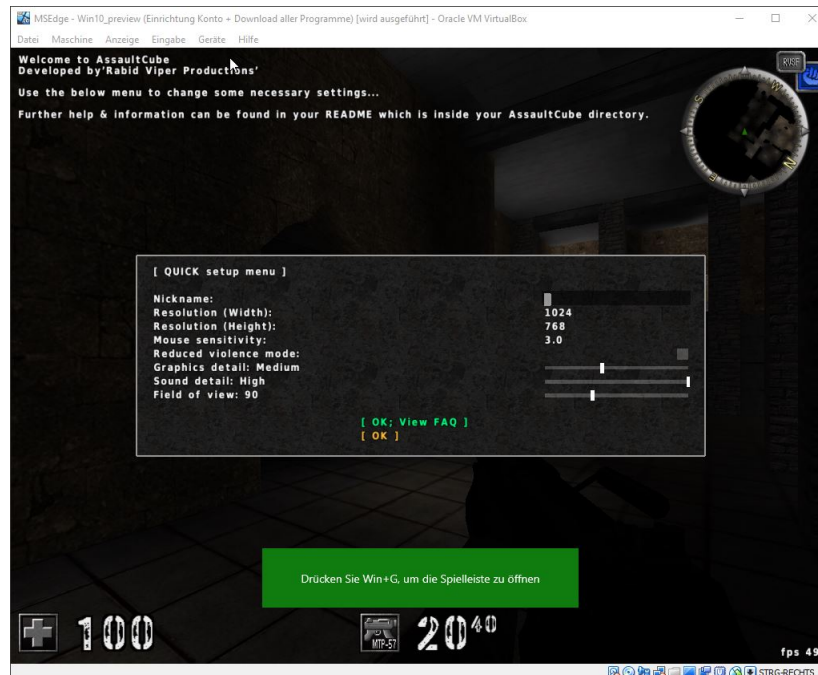 MSEdge - Win10_preview (Einrichtung Konto + Download aller Programme) [wird ausgeführt] - Oracle VM VirtualBox
Datei Maschine Anzeige Eingabe Geräte Hilfe
Welcome to AssaultCube
Developed by'Rabid Viper Productions'
Use the below menu to change some necessary settings...
Further help & information can be found in your README which is inside your AssaultCube directory.
RVSF
S
W
E
N
[ QUICK setup menu ]
Nickname:
Resolution (Width): 1024
Resolution (Height): 768
Mouse sensitivity: 3.0
Reduced violence mode:
Graphics detail: Medium
Sound detail: High
Field of view: 90
[ OK; View FAQ ]
[ OK ]
Drücken Sie Win+G, um die Spielleiste zu öffnen
100
MTP-57
20 40
fps 49
STRG-RECHTS